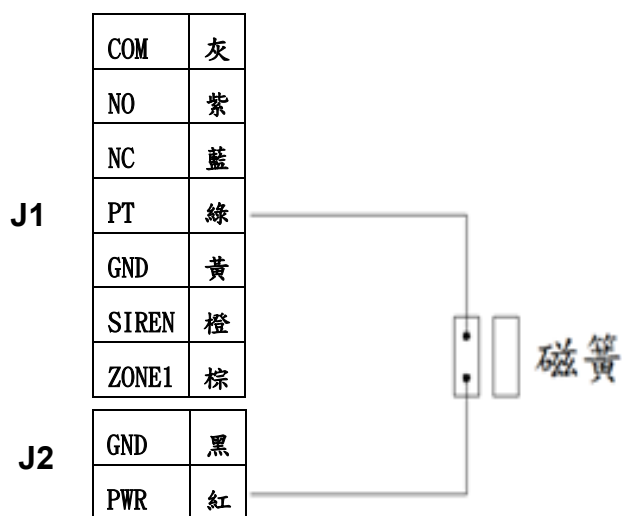 COM 灰
NO 紫
NC 藍
J1 PT 綠
GND 黃
SIREN 橙
磁簧
ZONE1 棕
J2 GND 黑
PWR 紅